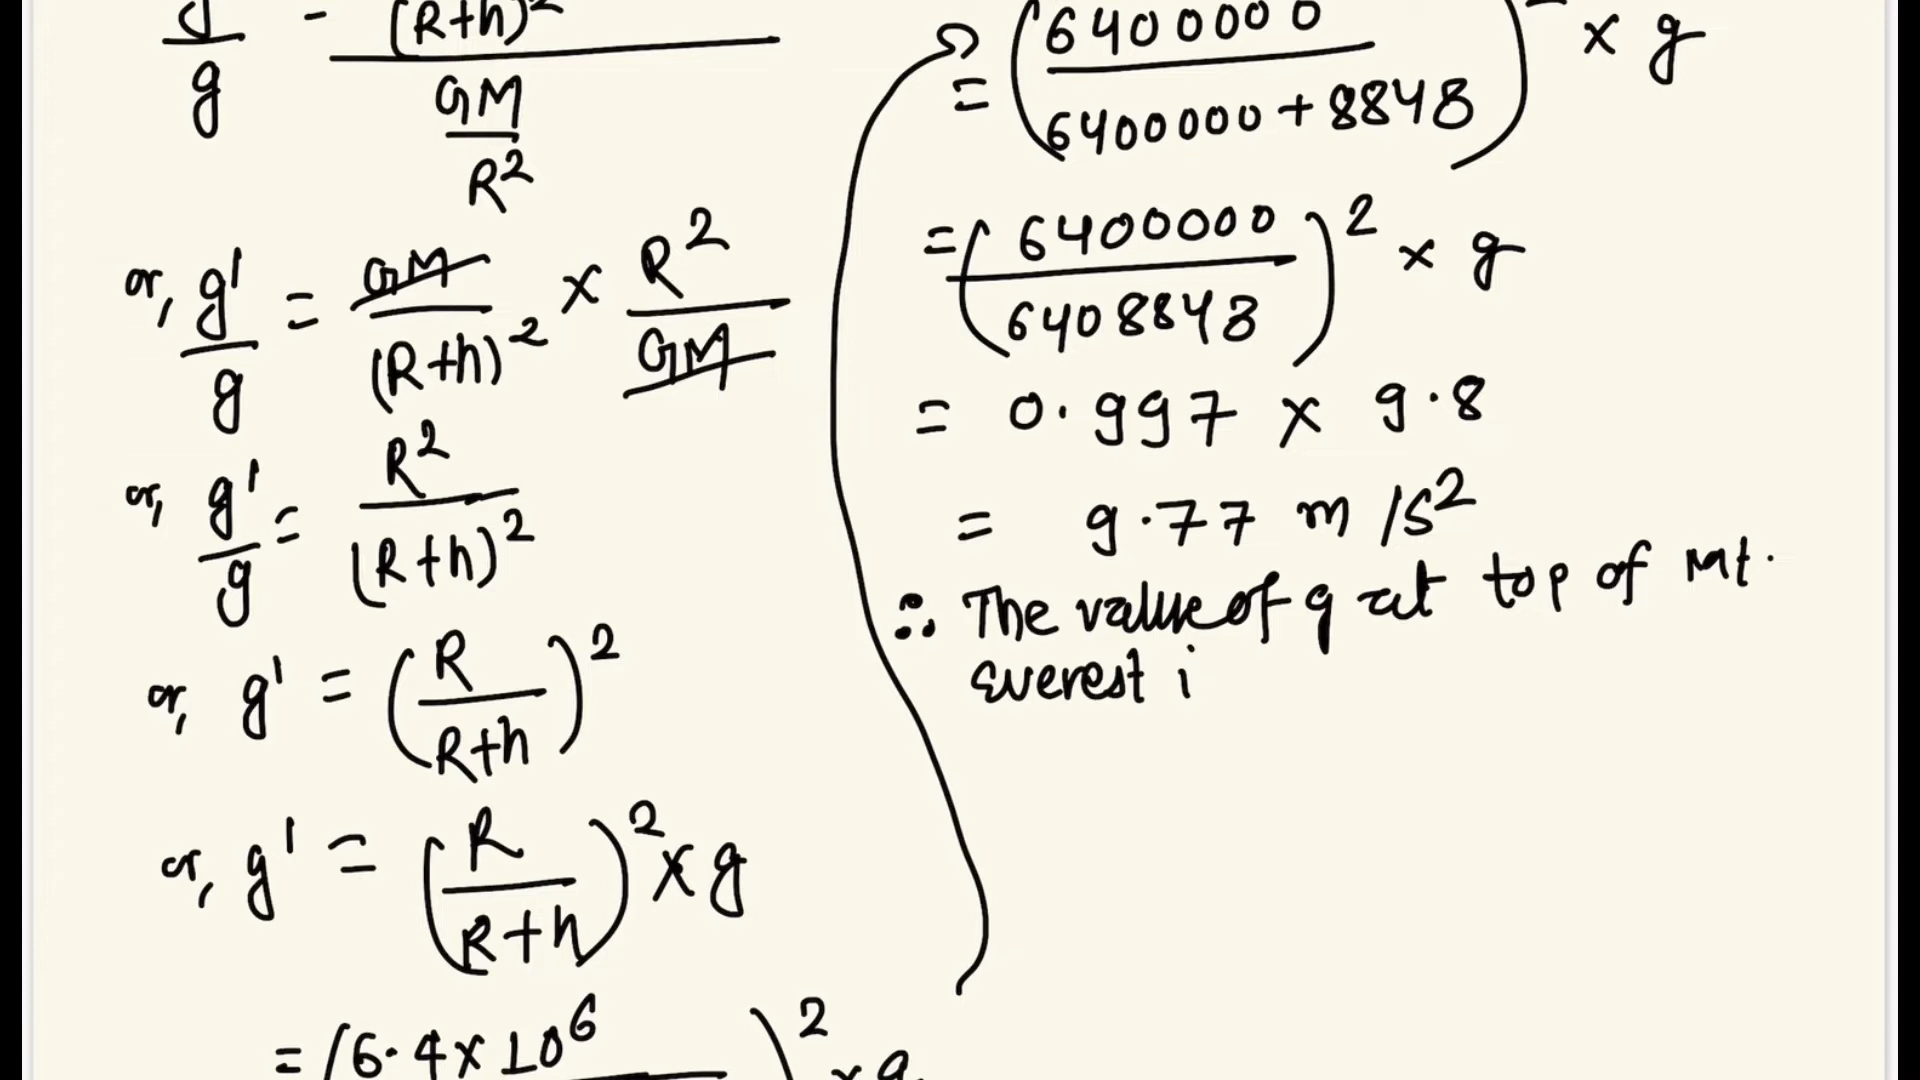 g'/g = (R+h)²
GM/R²
or, g'/g = GM/(R+h)² × R²/GM
or, g'/g = R²/(R+h)²
or, g' = (R/R+h)²
or, g' = (R/R+h)² × g
= (6.4 × 10⁶ )² × g
= (6400000/6400000+8848)² × g
= (6400000/6408848)² × g
= 0.997 × 9.8
= 9.77 m/s²
∴ The value of g at top of Mt.
Everest i